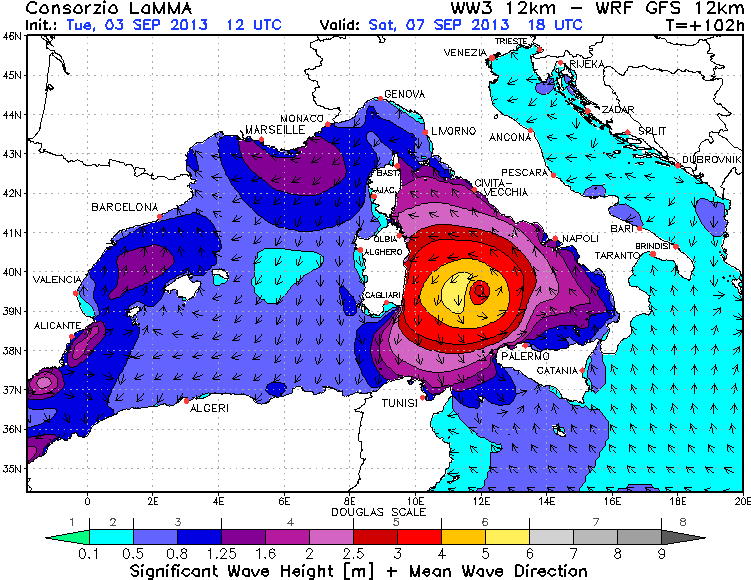 Consorzio LaMMA WW3 12km – WRF GFS 12km
Init.: Tue, 03 SEP 2013 12 UTC Valid: Sat, 07 SEP 2013 18 UTC T=+102h
46N
TRIESTE
VENEZIA
RIJEKA
45N
GENOVA
ZADAR
44N
MONACO
MARSEILLE
LIVORNO
ANCONA
SPLIT
43N
BASTIA
PESCARA
DUBROVNIK
42N
AJAC
CIVITA–
VECCHIA
BARCELONA
41N
OLBIA
NAPOLI
BARI
BRINDISI
ALGHERO
TARANTO
40N
VALENCIA
CAGLIARI
39N
ALICANTE
38N
PALERMO
CATANIA
37N
ALGERI
TUNISI
36N
35N
0 2E 4E 6E 8E 10E 12E 14E 16E 18E 20E
DOUGLAS SCALE
1 2 3 4 5 6 7 8
0.1 0.5 0.8 1.25 1.6 2 2.5 3 4 5 6 7 8 9
Significant Wave Height [m] + Mean Wave Direction